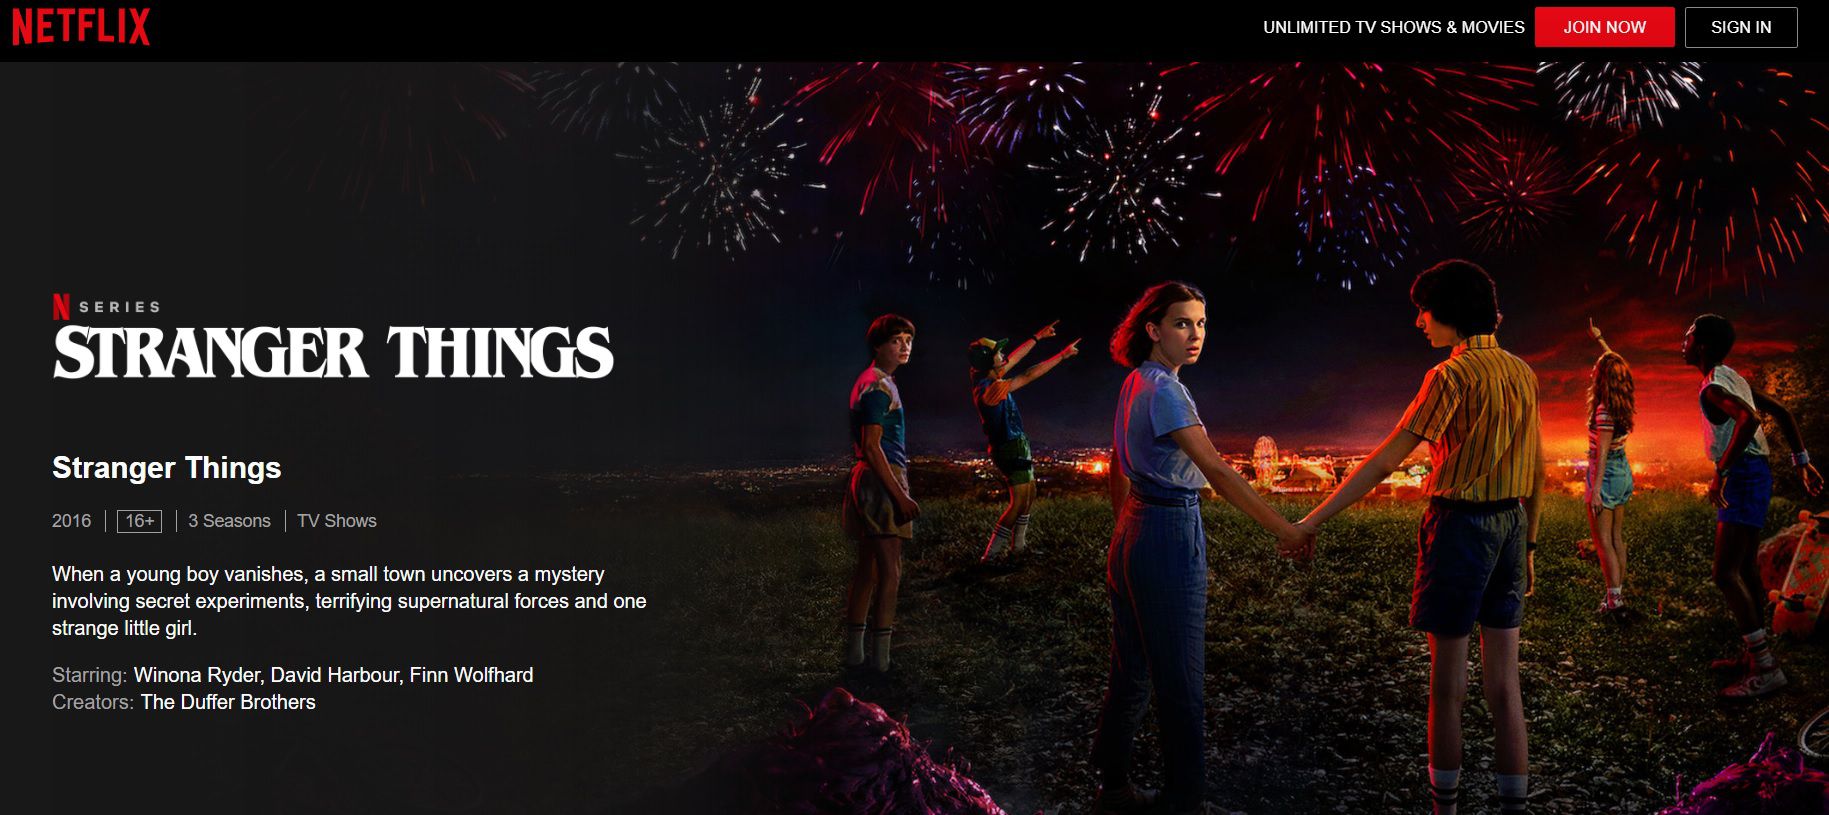 NETFLIX
UNLIMITED TV SHOWS & MOVIES
JOIN NOW
SIGN IN
N SERIES
STRANGER THINGS
Stranger Things
2016 | 16+ | 3 Seasons | TV Shows
When a young boy vanishes, a small town uncovers a mystery
involving secret experiments, terrifying supernatural forces and one
strange little girl.
Starring: Winona Ryder, David Harbour, Finn Wolfhard
Creators: The Duffer Brothers